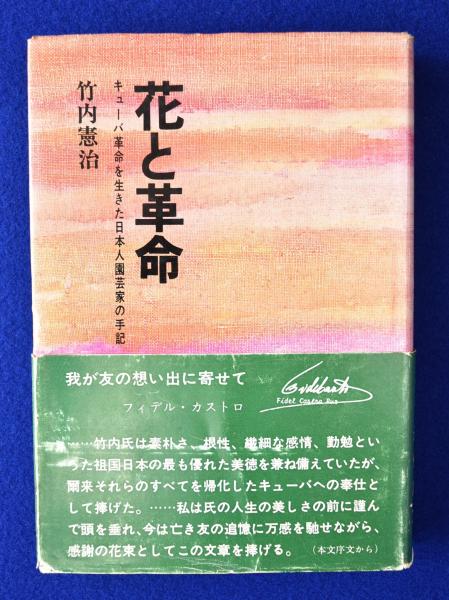 花と革命
キューバ革命を生きた日本人園芸家の手記
竹内憲治
我が友の想い出に寄せて
フィデル・カストロ
Fidel Castro Ruz
……竹内氏は素朴さ、根性、繊細な感情、勤勉とい
った祖国日本の最も優れた美徳を兼ね備えていたが、
爾来それらのすべてを帰化したキューバへの奉仕と
して捧げた。……私は氏の人生の美しさの前に謹ん
で頭を垂れ、今は亡き友の追憶に万感を馳せながら、
感謝の花束としてこの文章を捧げる。
（本文序文から）